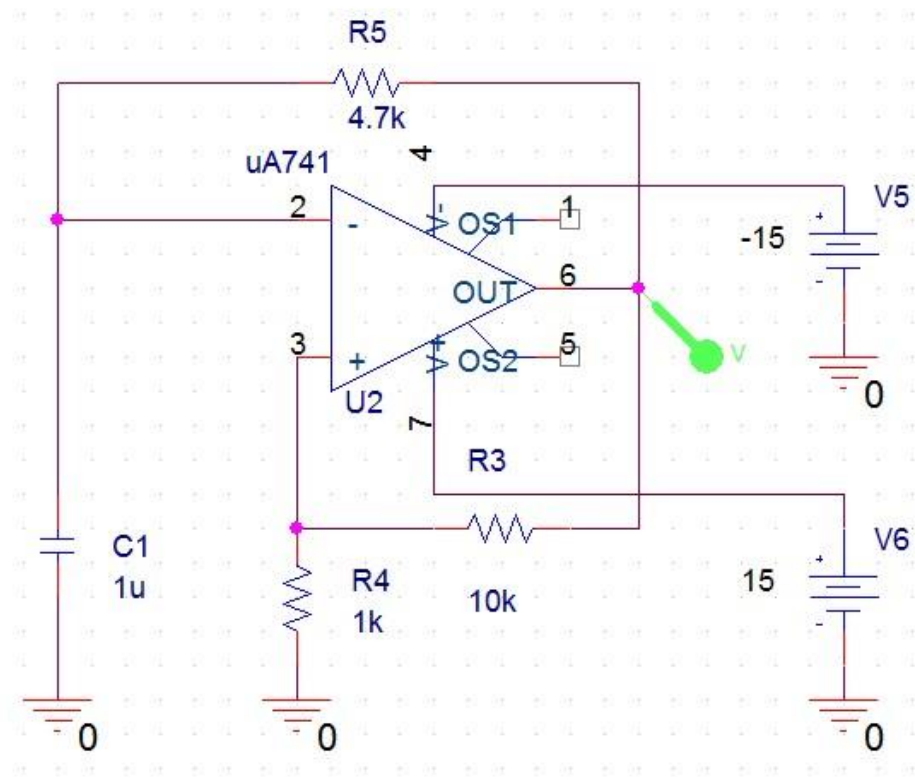 R5
4.7k
uA741
4
V5
2
-
V-
OS1
1
+
-15
-
OUT
6
V
3
+
V+
OS2
5
0
U2
7
R3
V6
C1
1u
R4
1k
10k
15
+
-
0
0
0